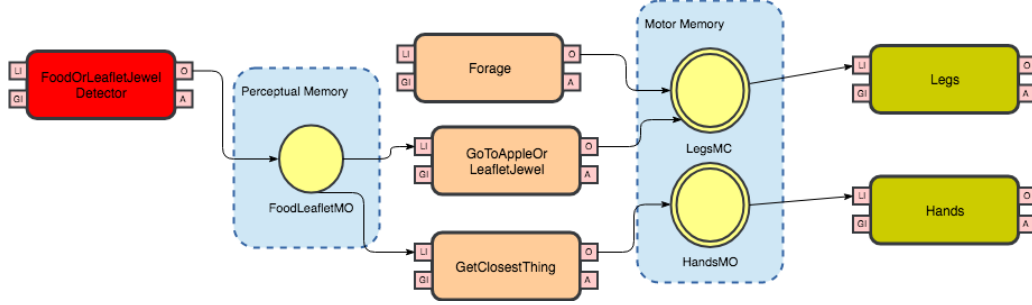 LI
GI
FoodOrLeafletJewel
Detector
O
A
Perceptual Memory
FoodLeafletMO
LI
GI
Forage
O
A
LI
GI
GoToAppleOr
LeafletJewel
O
A
LI
GI
GetClosestThing
O
A
Motor Memory
LegsMC
HandsMO
LI
GI
Legs
O
A
LI
GI
Hands
O
A